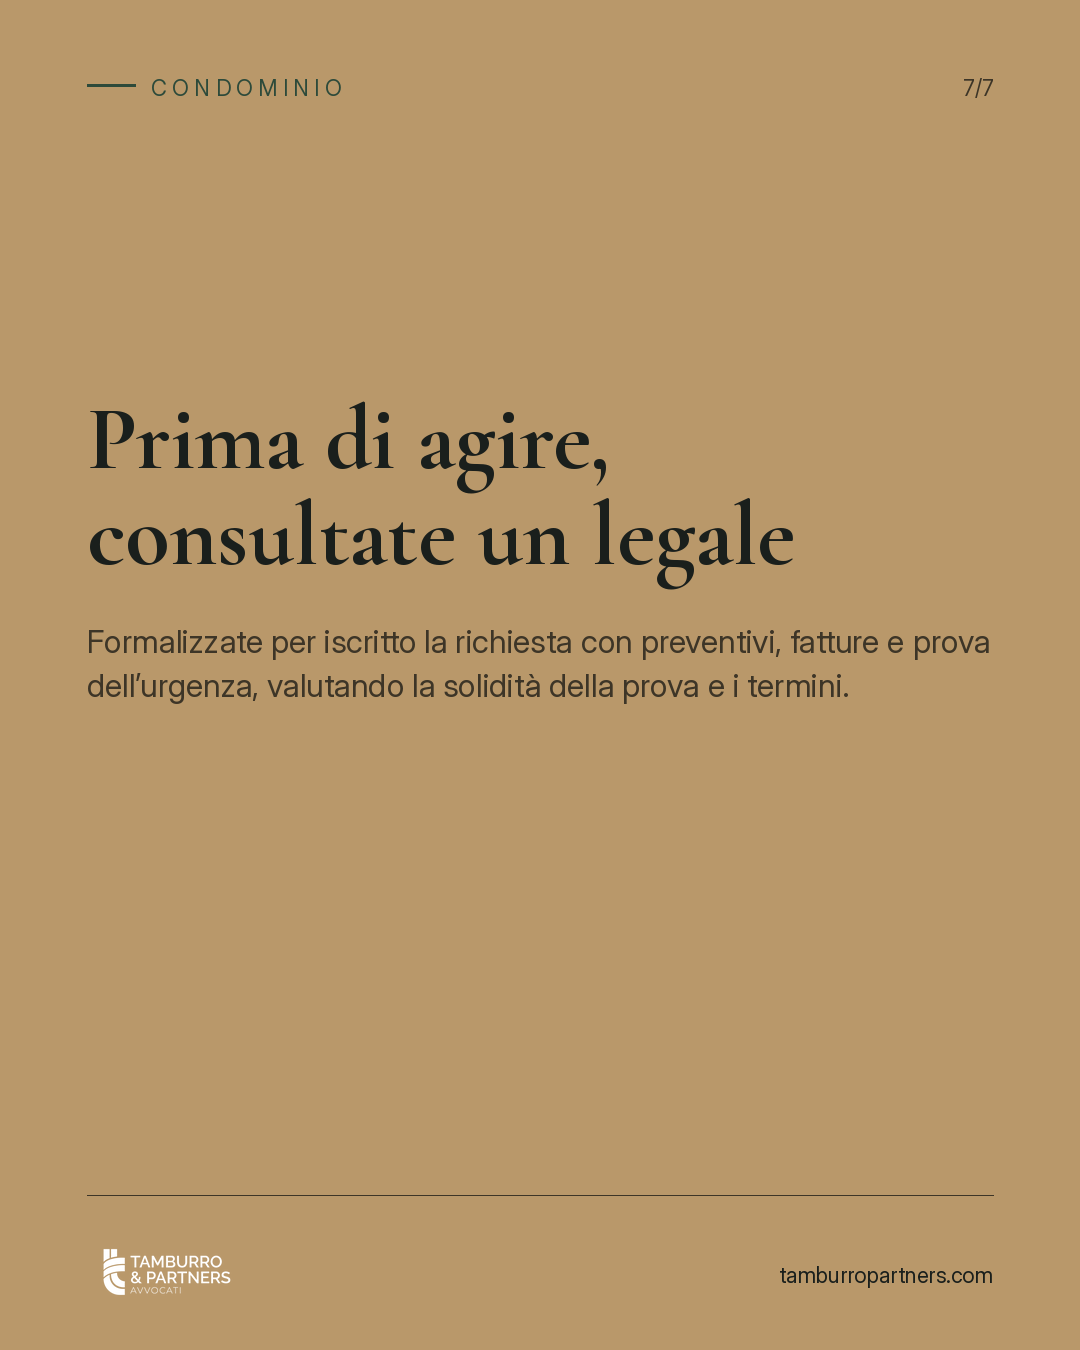 CONDOMINIO
7/7
Prima di agire,
consultate un legale
Formalizzate per iscritto la richiesta con preventivi, fatture e prova
dell’urgenza, valutando la solidità della prova e i termini.
TAMBURRO
& PARTNERS
AVVOCATI
tamburropartners.com